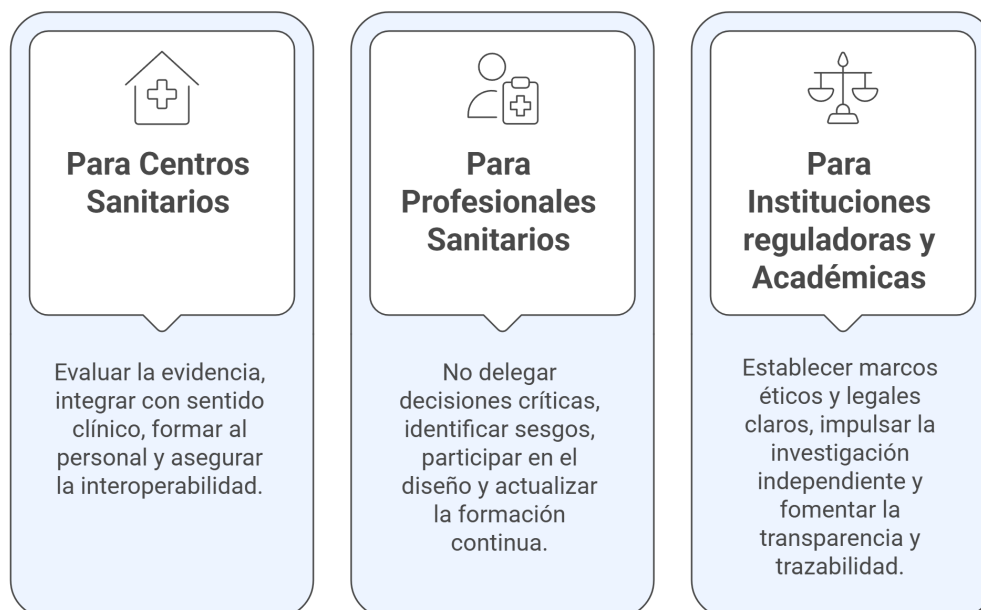 Para Centros
Sanitarios
Evaluar la evidencia,
integrar con sentido
clínico, formar al
personal y asegurar
la interoperabilidad.
Para
Profesionales
Sanitarios
No delegar
decisiones críticas,
identificar sesgos,
participar en el
diseño y actualizar
la formación
continua.
Para
Instituciones
reguladoras y
Académicas
Establecer marcos
éticos y legales
claros, impulsar la
investigación
independiente y
fomentar la
transparencia y
trazabilidad.